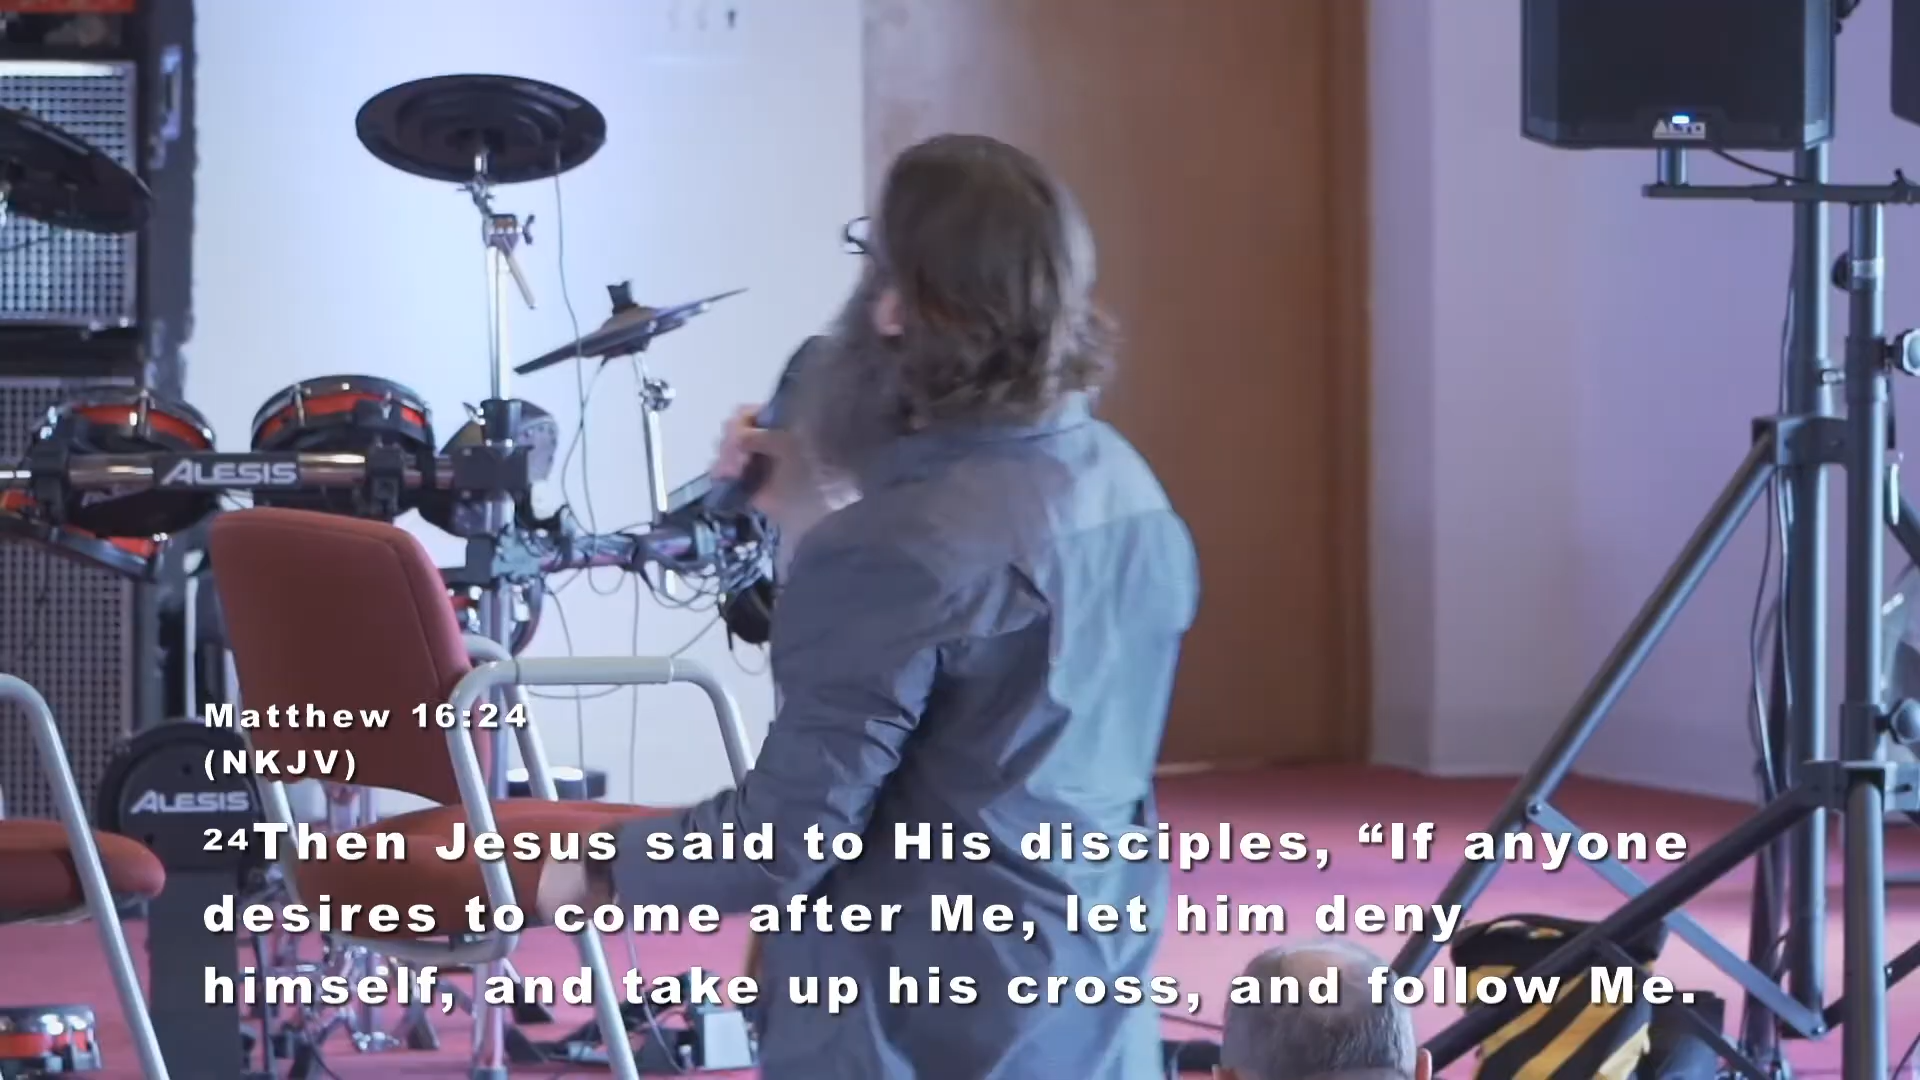 ALTO
ALESIS
Matthew 16:24
(NKJV)
ALESIS
24Then Jesus said to His disciples, “If anyone
desires to come after Me, let him deny
himself, and take up his cross, and follow Me.